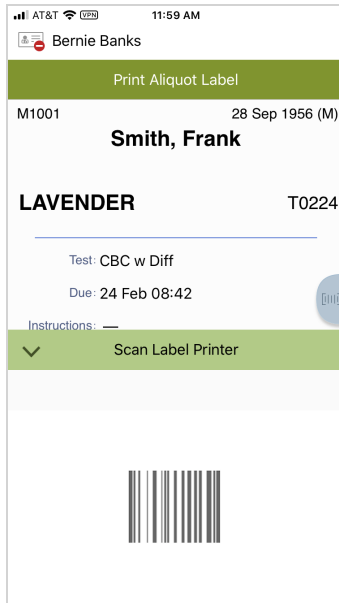 AT&T VPN 11:59 AM
Bernie Banks
Print Aliquot Label
M1001 28 Sep 1956 (M)
Smith, Frank
LAVENDER T0224
Test: CBC w Diff
Due: 24 Feb 08:42
Instructions: —
Scan Label Printer